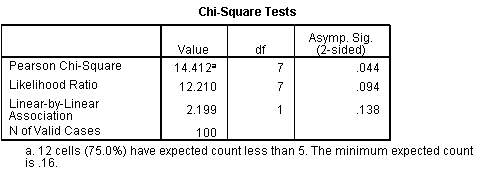 Chi-Square Tests
Value df Asymp. Sig. (2-sided)
Pearson Chi-Square 14.412a 7 .044
Likelihood Ratio 12.210 7 .094
Linear-by-Linear Association 2.199 1 .138
N of Valid Cases 100
a. 12 cells (75.0%) have expected count less than 5. The minimum expected count
is .16.